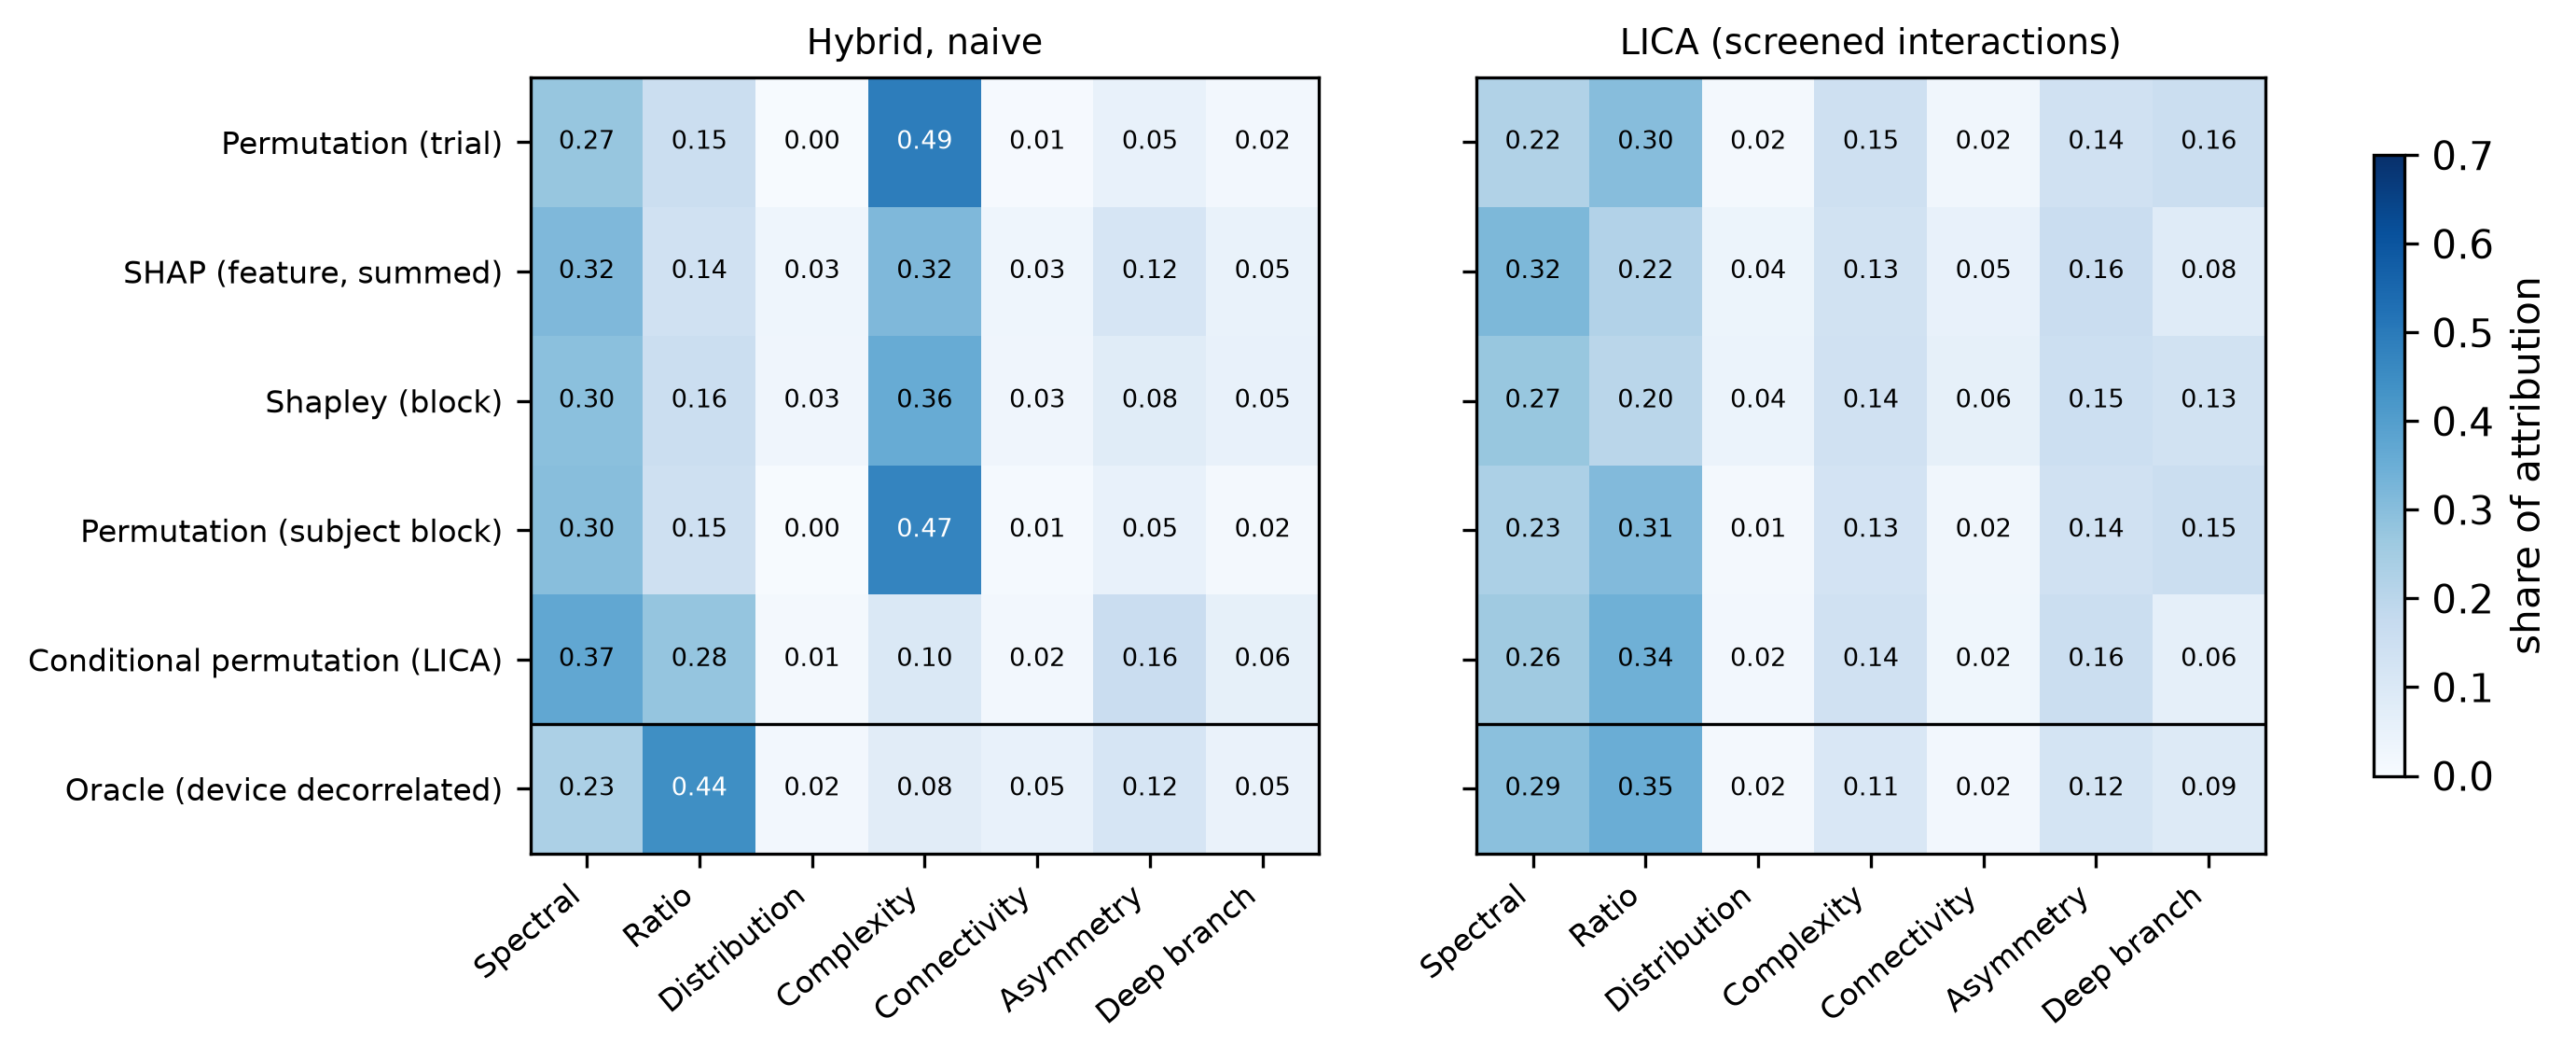 Hybrid, naive
LICA (screened interactions)
Permutation (trial) 0.27 0.15 0.00 0.49 0.01 0.05 0.02 0.22 0.30 0.02 0.15 0.02 0.14 0.16
SHAP (feature, summed) 0.32 0.14 0.03 0.32 0.03 0.12 0.05 0.32 0.22 0.04 0.13 0.05 0.16 0.08
Shapley (block) 0.30 0.16 0.03 0.36 0.03 0.08 0.05 0.27 0.20 0.04 0.14 0.06 0.15 0.13
Permutation (subject block) 0.30 0.15 0.00 0.47 0.01 0.05 0.02 0.23 0.31 0.01 0.13 0.02 0.14 0.15
Conditional permutation (LICA) 0.37 0.28 0.01 0.10 0.02 0.16 0.06 0.26 0.34 0.02 0.14 0.02 0.16 0.06
Oracle (device decorrelated) 0.23 0.44 0.02 0.08 0.05 0.12 0.05 0.29 0.35 0.02 0.11 0.02 0.12 0.09
Spectral
Ratio
Distribution
Complexity
Connectivity
Asymmetry
Deep branch
Spectral
Ratio
Distribution
Complexity
Connectivity
Asymmetry
Deep branch
0.7
0.6
0.5
0.4
0.3
0.2
0.1
0.0
share of attribution